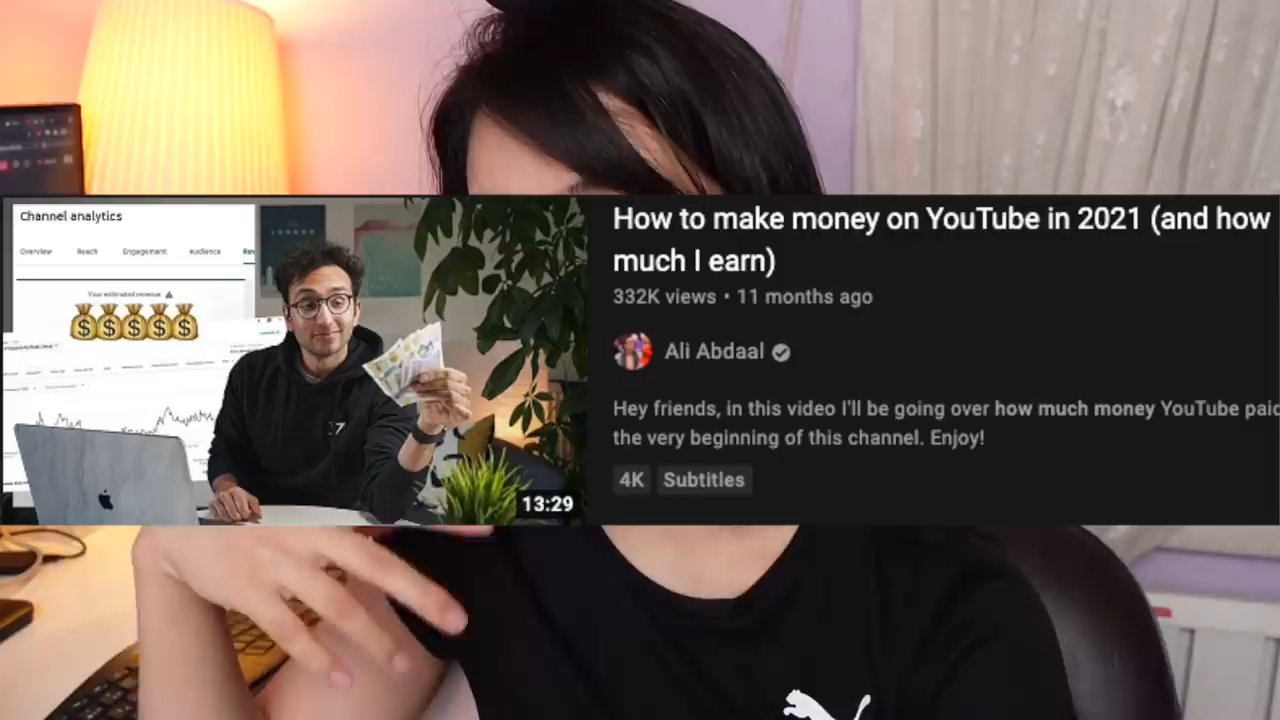 Channel analytics
Overview Reach Engagement Audience Rev
Your estimated revenue
LONDON
13:29
How to make money on YouTube in 2021 (and how
much I earn)
332K views • 11 months ago
Ali Abdaal
Hey friends, in this video I'll be going over how much money YouTube paid
the very beginning of this channel. Enjoy!
4K Subtitles